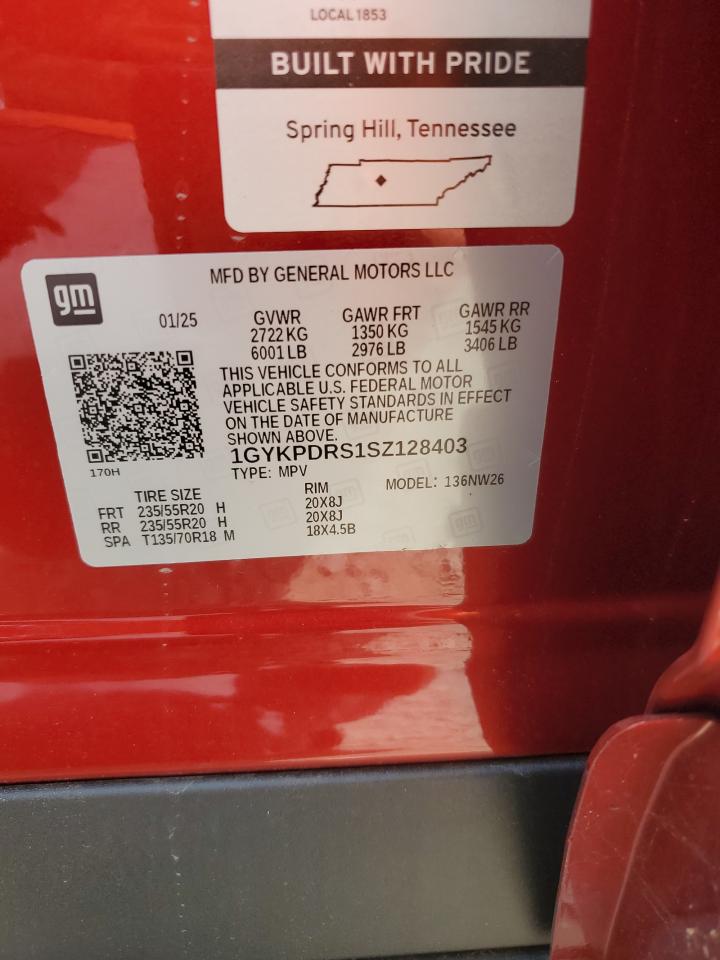 LOCAL 1853
BUILT WITH PRIDE
Spring Hill, Tennessee
gm
MFD BY GENERAL MOTORS LLC
01/25 GVWR GAWR FRT GAWR RR
2722 KG 1350 KG 1545 KG
6001 LB 2976 LB 3406 LB
THIS VEHICLE CONFORMS TO ALL
APPLICABLE U.S. FEDERAL MOTOR
VEHICLE SAFETY STANDARDS IN EFFECT
ON THE DATE OF MANUFACTURE
SHOWN ABOVE.
1GYKPDRS1SZ128403
170H
TYPE: MPV MODEL: 136NW26
TIRE SIZE RIM
FRT 235/55R20 H 20X8J
RR 235/55R20 H 20X8J
SPA T135/70R18 M 18X4.5B